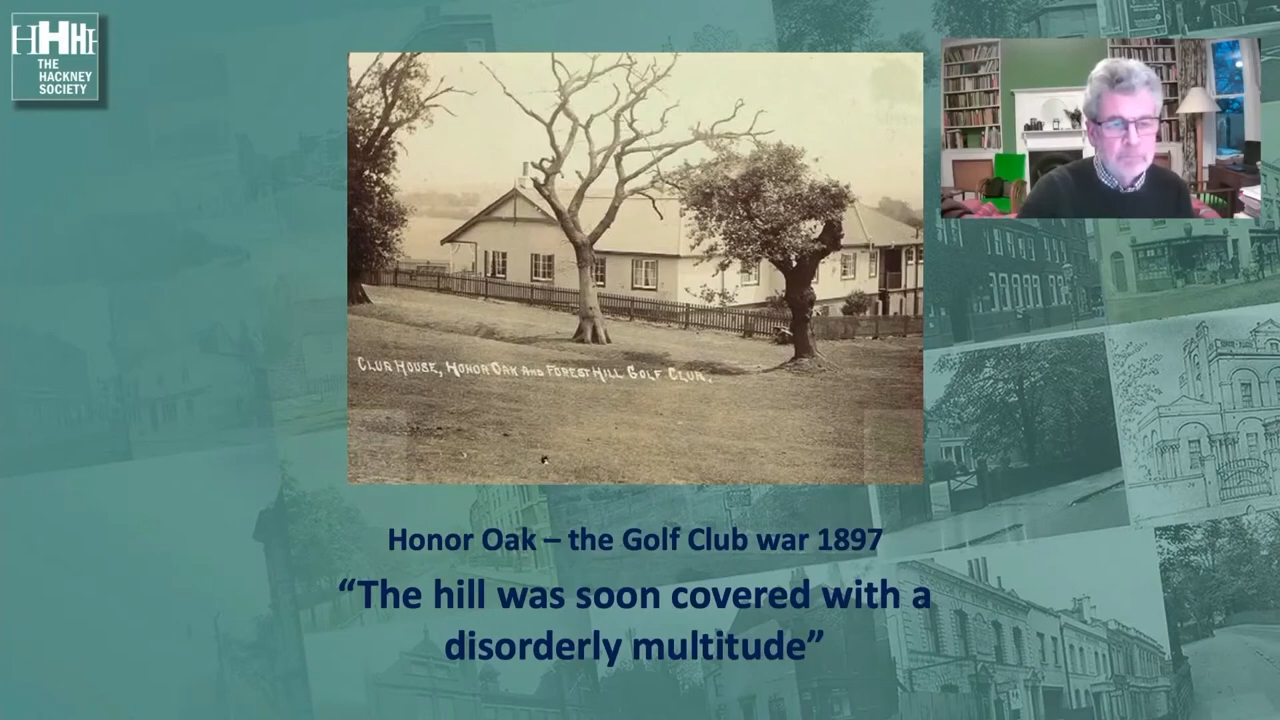 HHH
THE
HACKNEY
SOCIETY
CLUB HOUSE, HONOR OAK AND FOREST HILL GOLF CLUB.
Honor Oak – the Golf Club war 1897
“The hill was soon covered with a
disorderly multitude”